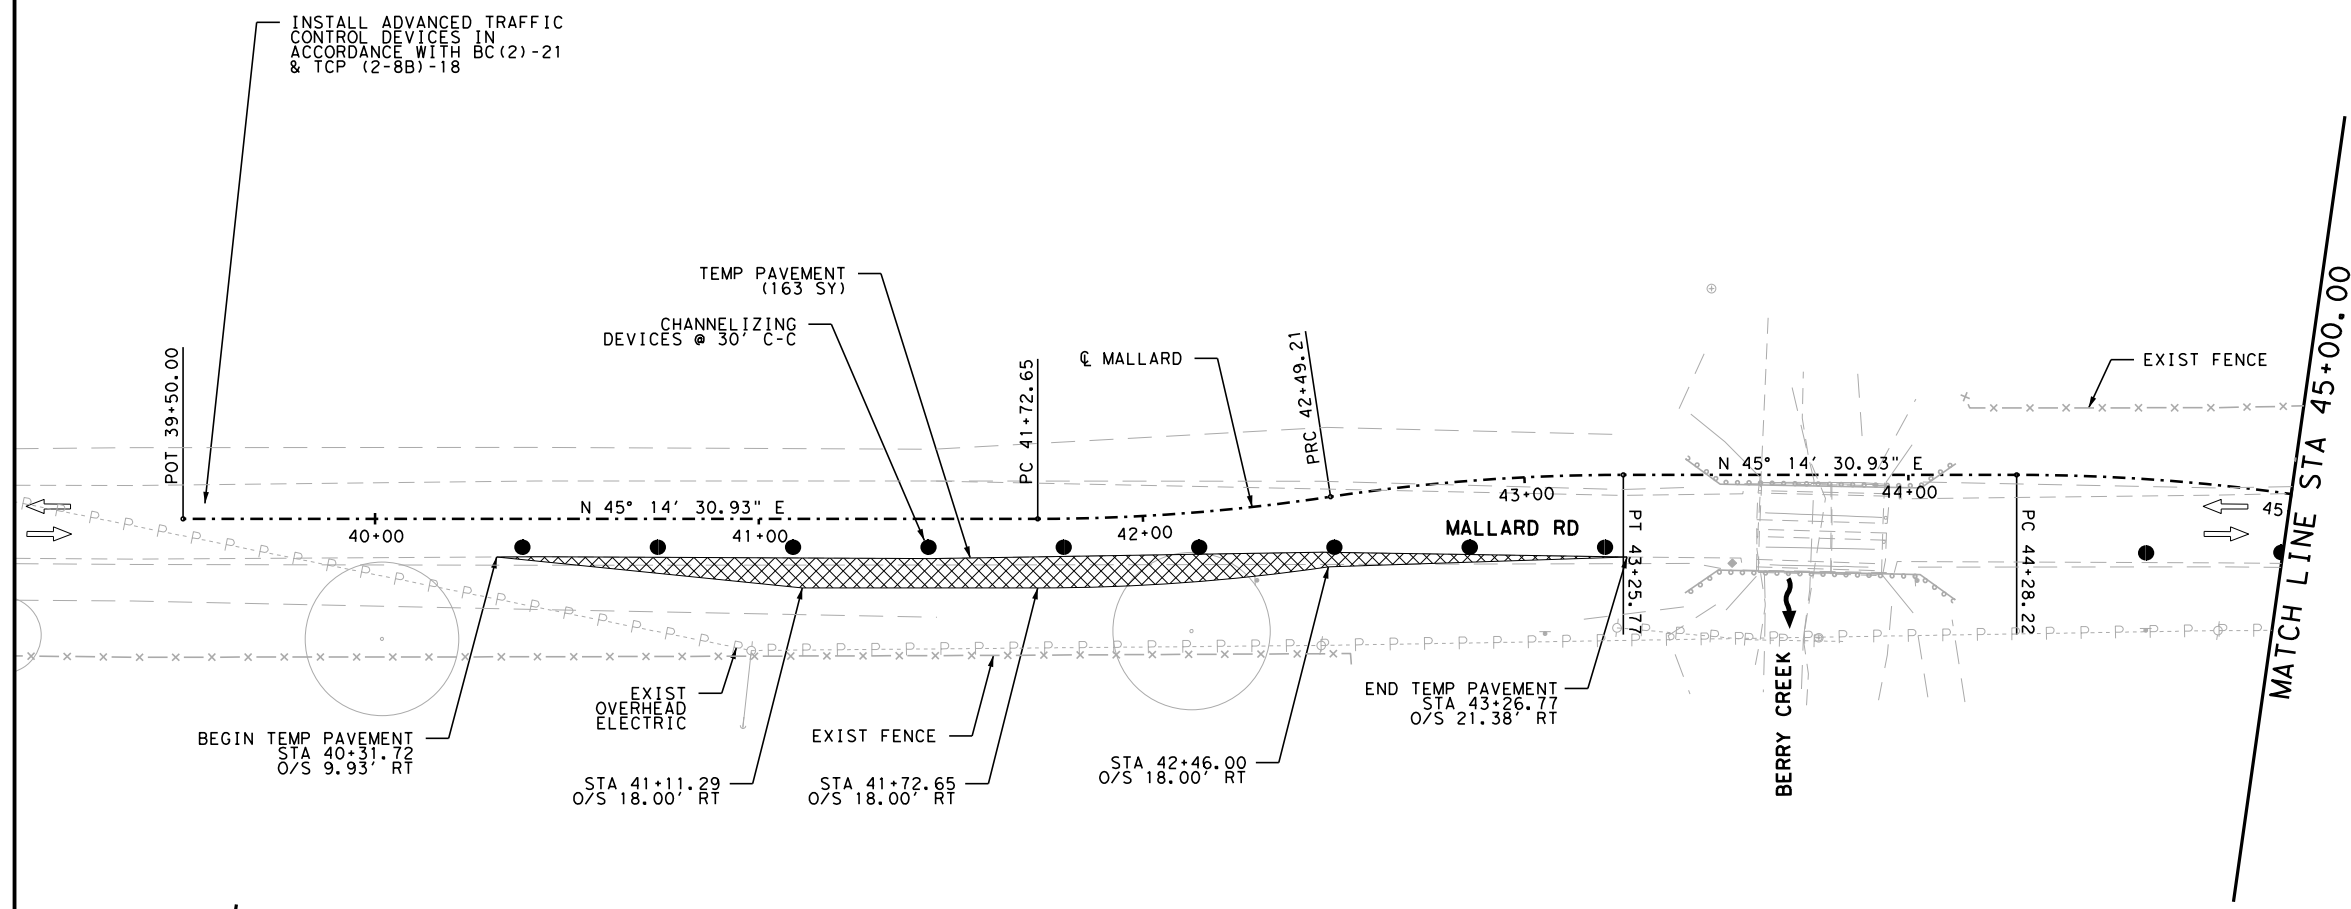 INSTALL ADVANCED TRAFFIC
CONTROL DEVICES IN
ACCORDANCE WITH BC(2)-21
& TCP (2-8B)-18
TEMP PAVEMENT
(163 SY)
CHANNELIZING
DEVICES @ 30' C-C
℄ MALLARD
EXIST FENCE
POT 39+50.00
PC 41+72.65
PRC 42+49.21
N 45° 14' 30.93" E
N 45° 14' 30.93" E
40+00
41+00
42+00
43+00
44+00
45
MALLARD RD
PT 43+25.77
PC 44+28.22
MATCH LINE STA 45+00.00
BERRY CREEK
BEGIN TEMP PAVEMENT
STA 40+31.72
O/S 9.93' RT
EXIST
OVERHEAD
ELECTRIC
STA 41+11.29
O/S 18.00' RT
EXIST FENCE
STA 41+72.65
O/S 18.00' RT
STA 42+46.00
O/S 18.00' RT
END TEMP PAVEMENT
STA 43+26.77
O/S 21.38' RT